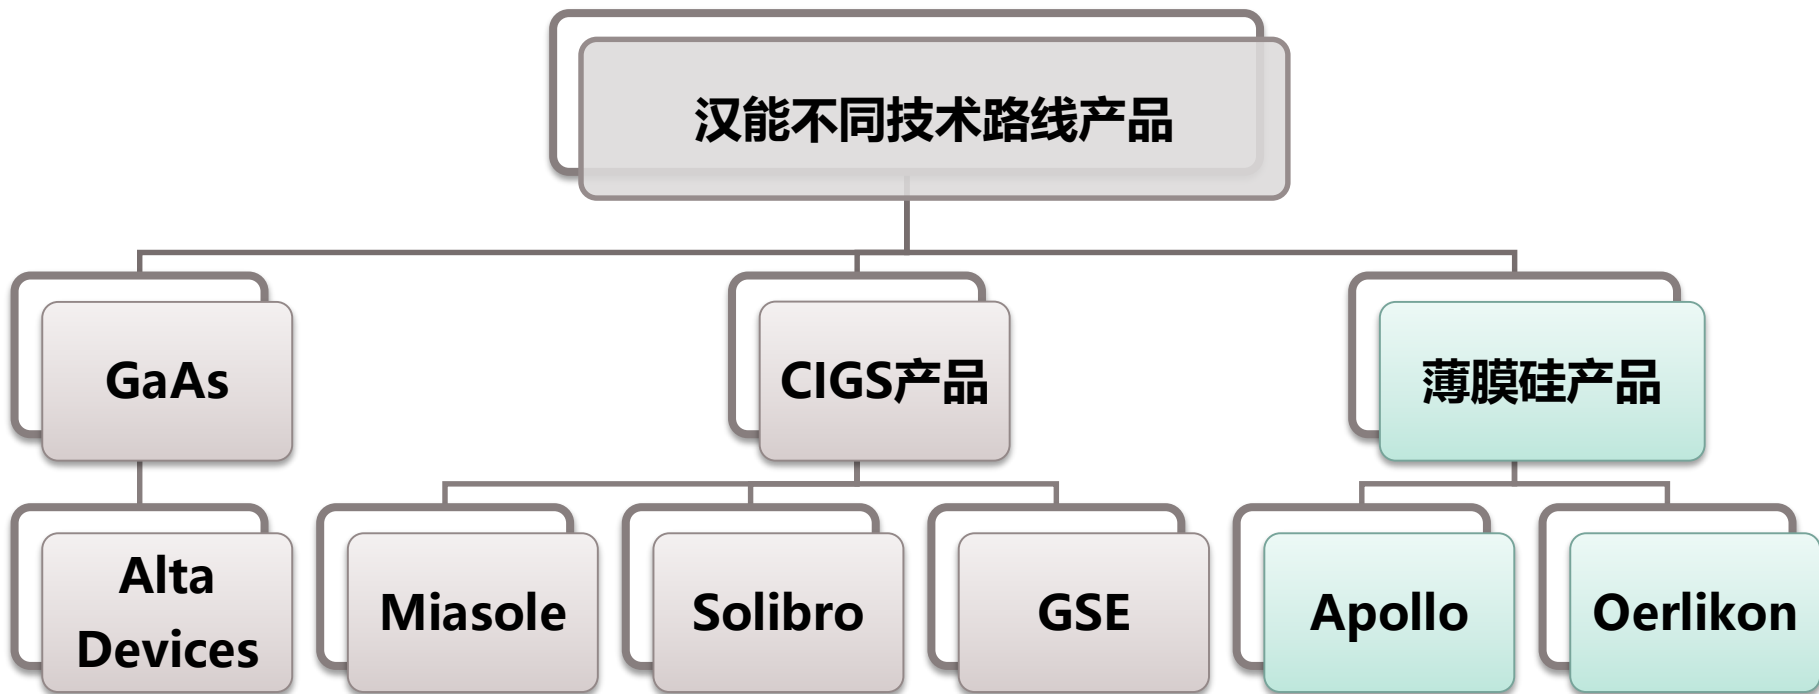 汉能不同技术路线产品
GaAs
CIGS产品
薄膜硅产品
Alta
Devices
Miasole
Solibro
GSE
Apollo
Oerlikon